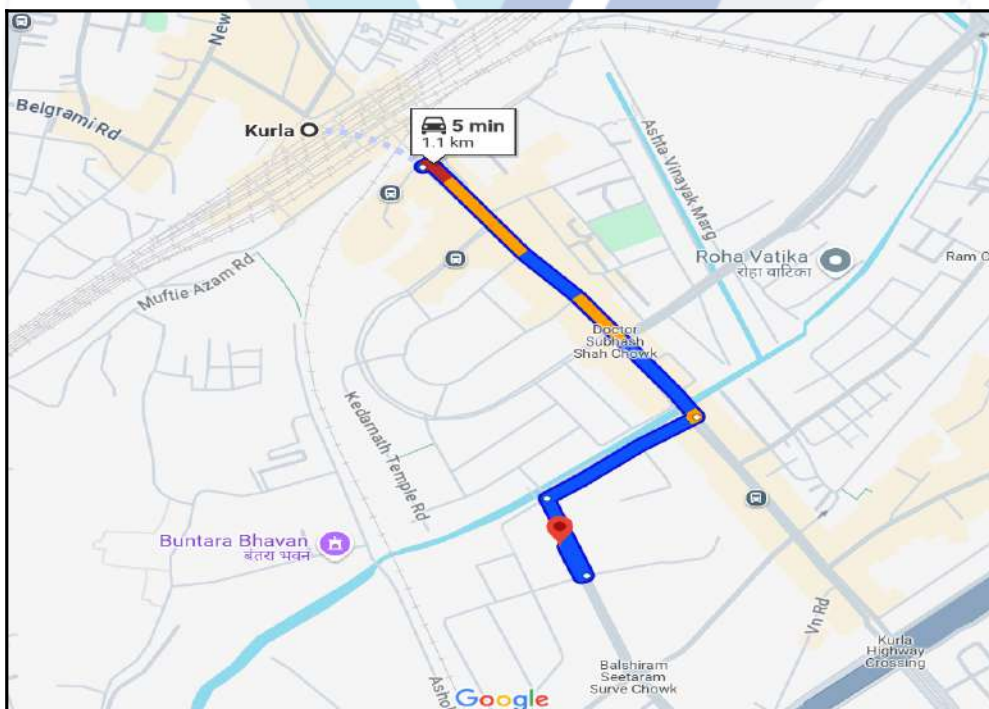 New
Belgrami Rd
Kurla
5 min
1.1 km
Ashta Vinayak Marg
Roha Vatika
रोहा वाटिका
Ram C
Muftie Azam Rd
Doctor
Subhash
Shah Chowk
Kedarnath Temple Rd
Buntara Bhavan
बंतरा भवन
Vn Rd
Kurla
Highway
Crossing
Balshiram
Seetaram
Surve Chowk
Ashol
Google